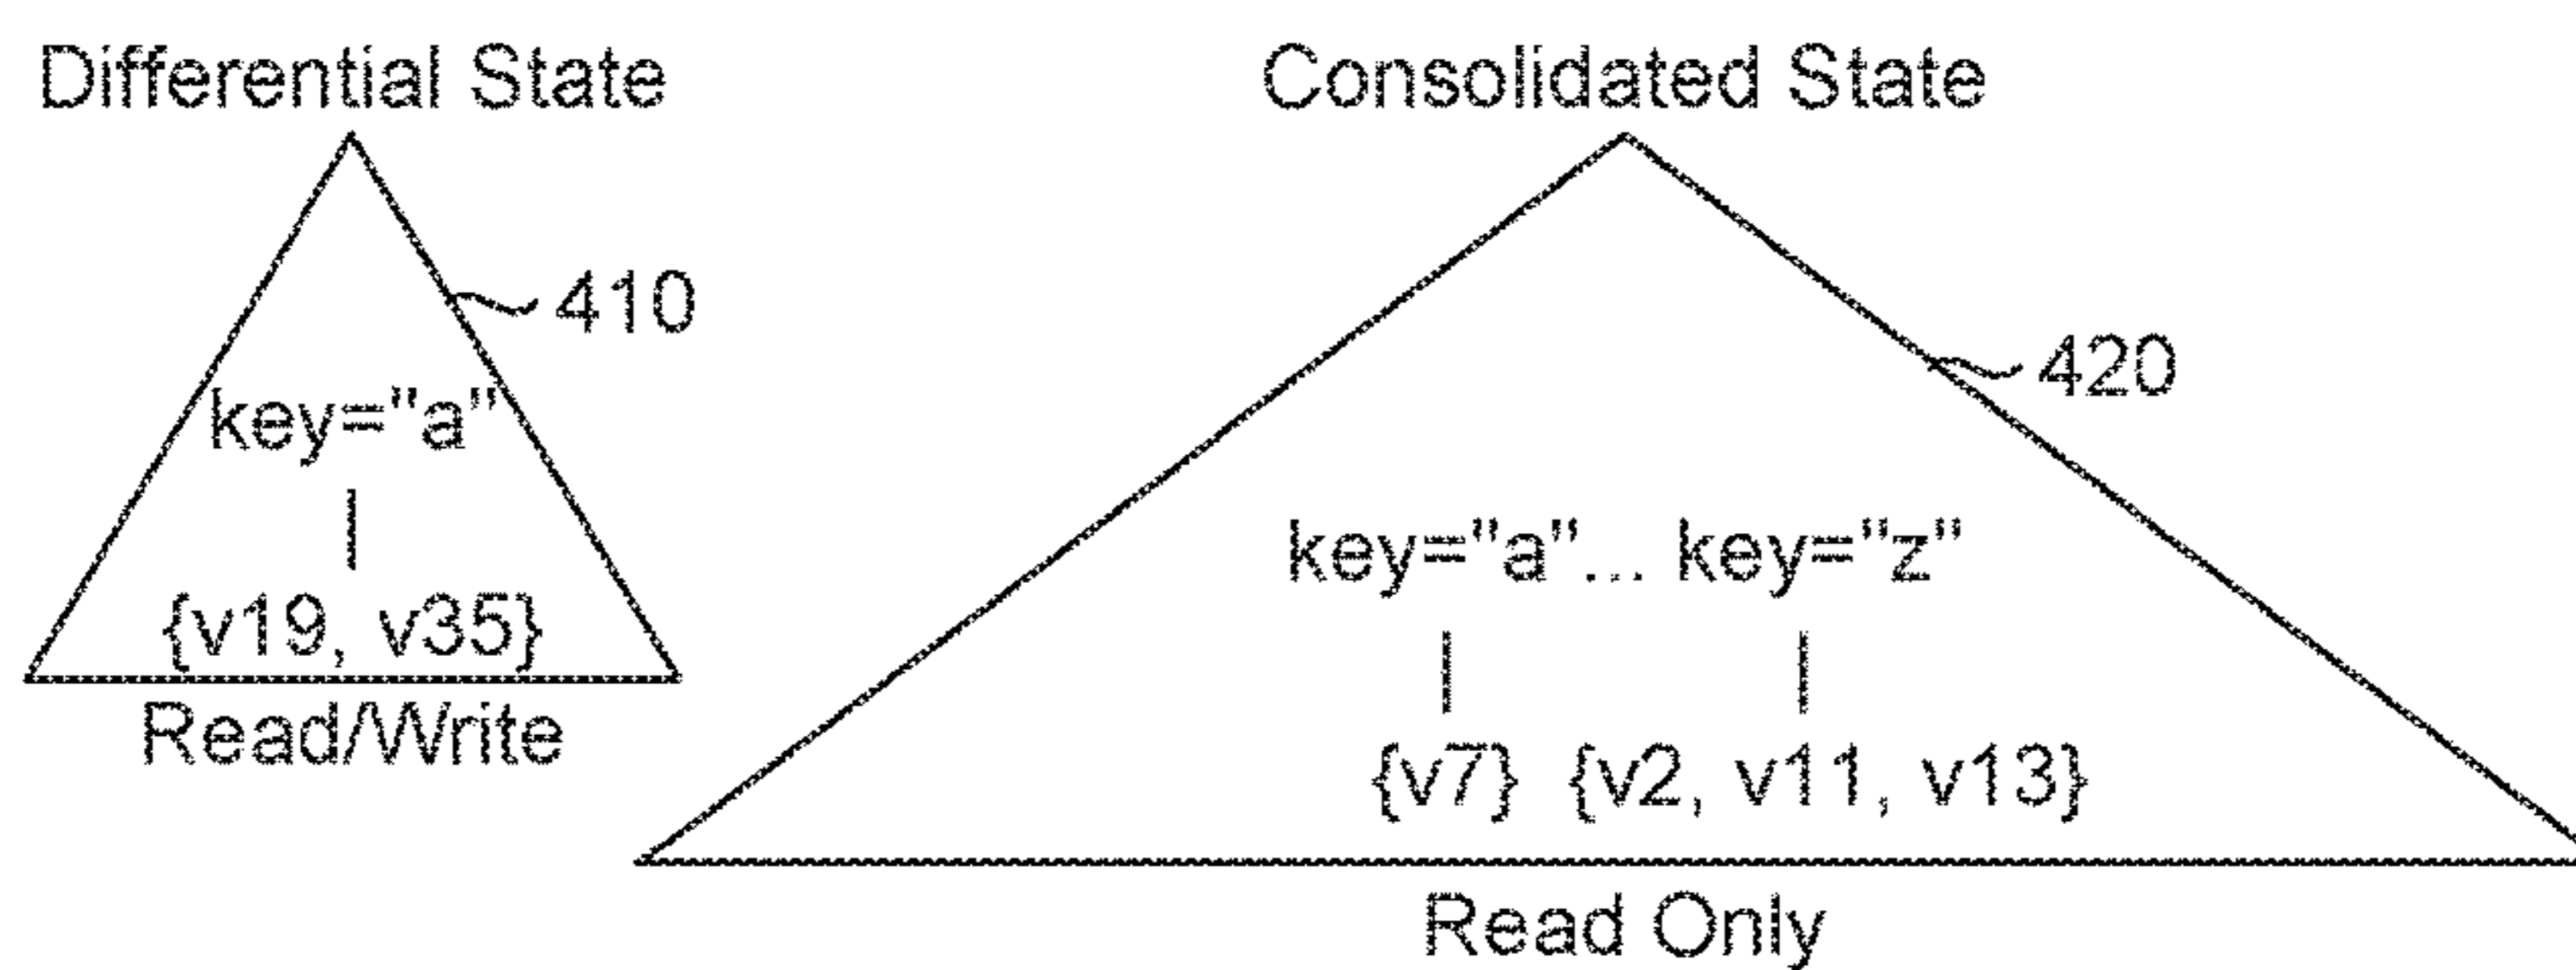 Differential State
410
key="a"
{v19, v35}
Read/Write
Consolidated State
420
key="a"... key="z"
{v7} {v2, v11, v13}
Read Only